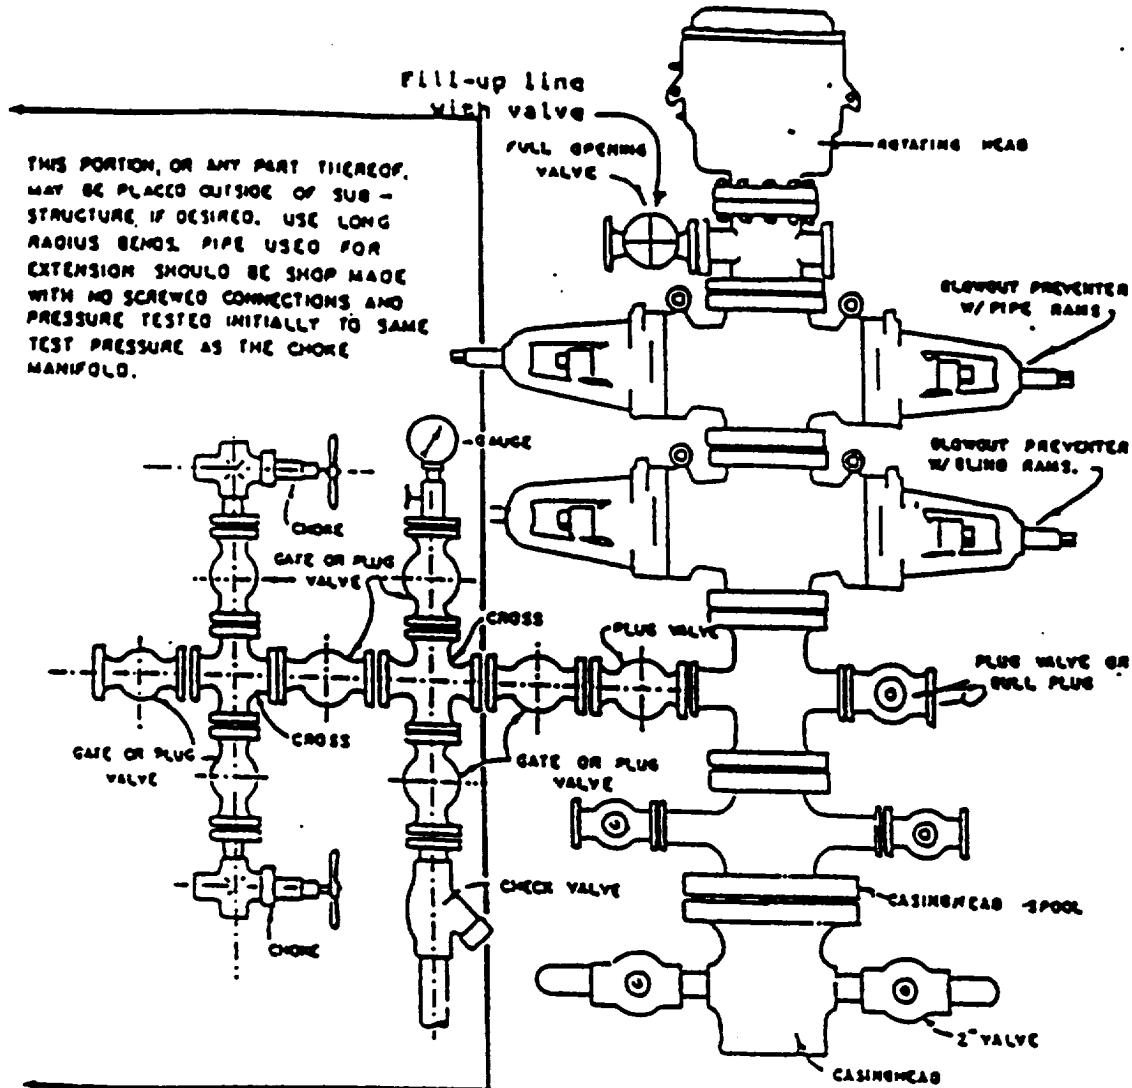 Fill-up line
with valve
FULL OPENING
VALVE
ROTATING HEAD
THIS PORTION, OR ANY PART THEREOF,
MAY BE PLACED OUTSIDE OF SUB-
STRUCTURE IF DESIRED. USE LONG
RADIUS BENDS. PIPE USED FOR
EXTENSION SHOULD BE SHOP MADE
WITH NO SCREWED CONNECTIONS AND
PRESSURE TESTED INITIALLY TO SAME
TEST PRESSURE AS THE CHOKE
MANIFOLD.
BLOWOUT PREVENTER
W/ PIPE RAMS.
GAUGE
BLOWOUT PREVENTER
W/ BLIND RAMS.
CHOKE
GATE OR PLUG
VALVE
CROSS
PLUG VALVE
PLUG VALVE OR
BULL PLUG
CROSS
GATE OR PLUG
VALVE
GATE OR PLUG
VALVE
CHECK VALVE
CASINGHEAD SPOOL
CHOKE
2" VALVE
CASINGHEAD